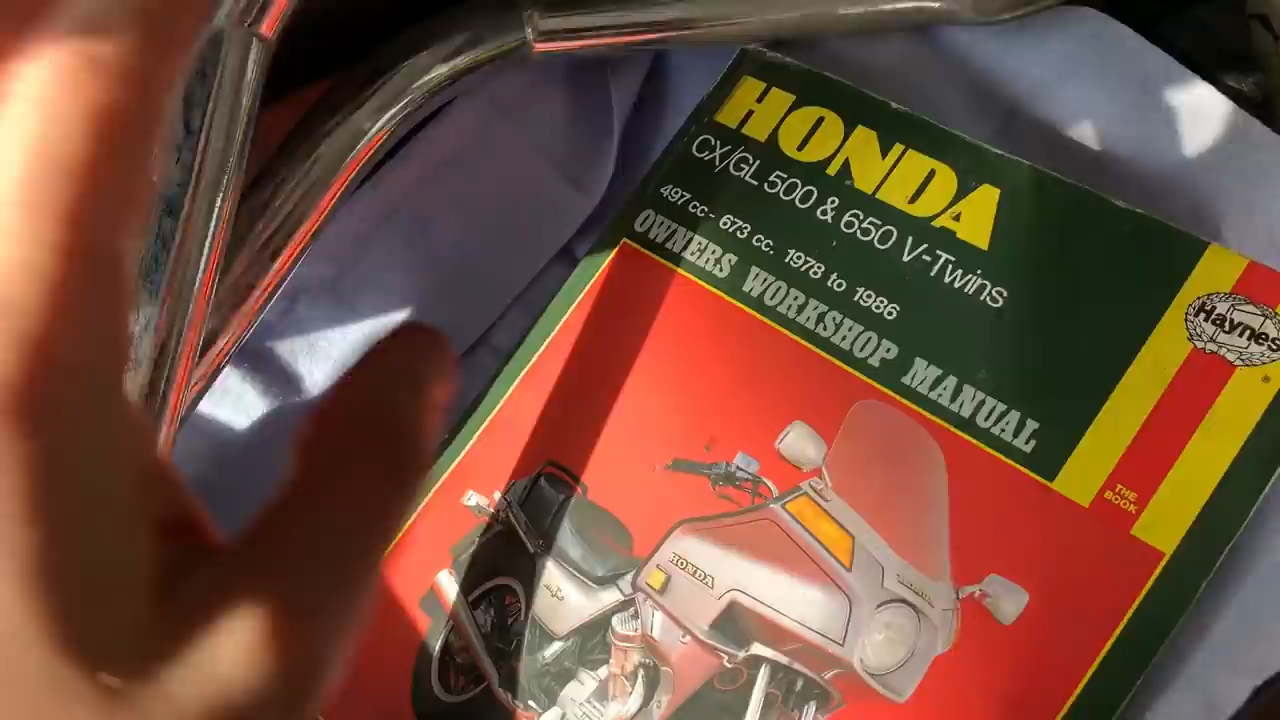 HONDA
CX/GL 500 & 650 V-Twins
497 cc - 673 cc. 1978 to 1986
OWNERS WORKSHOP MANUAL
Haynes
®
THE
BOOK
HONDA
HONDA